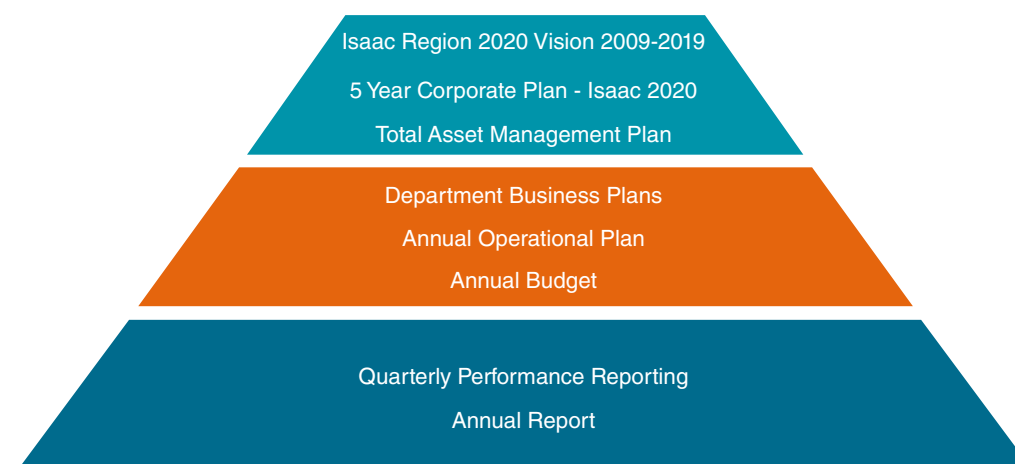 Isaac Region 2020 Vision 2009-2019
5 Year Corporate Plan - Isaac 2020
Total Asset Management Plan
Department Business Plans
Annual Operational Plan
Annual Budget
Quarterly Performance Reporting
Annual Report